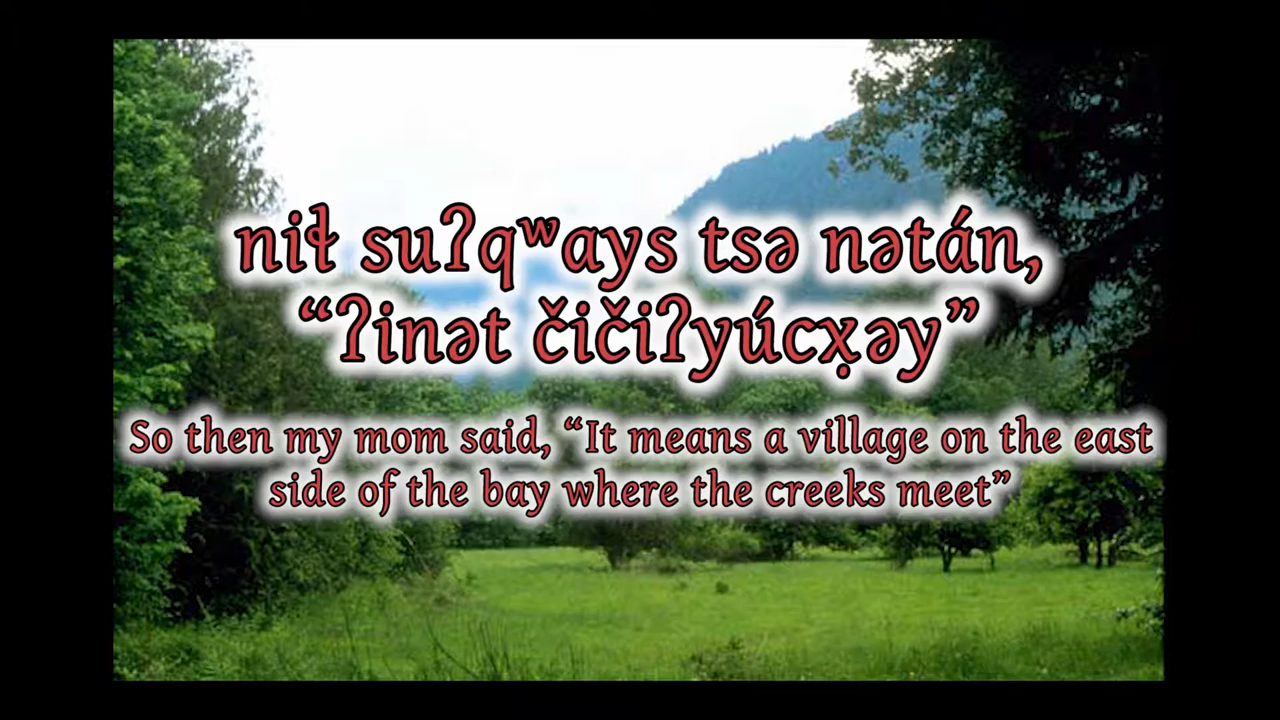 niɬ suʔqʷays tsə nətán,
“ʔinət čičiʔyúcx̣əy”
So then my mom said, “It means a village on the east
side of the bay where the creeks meet”